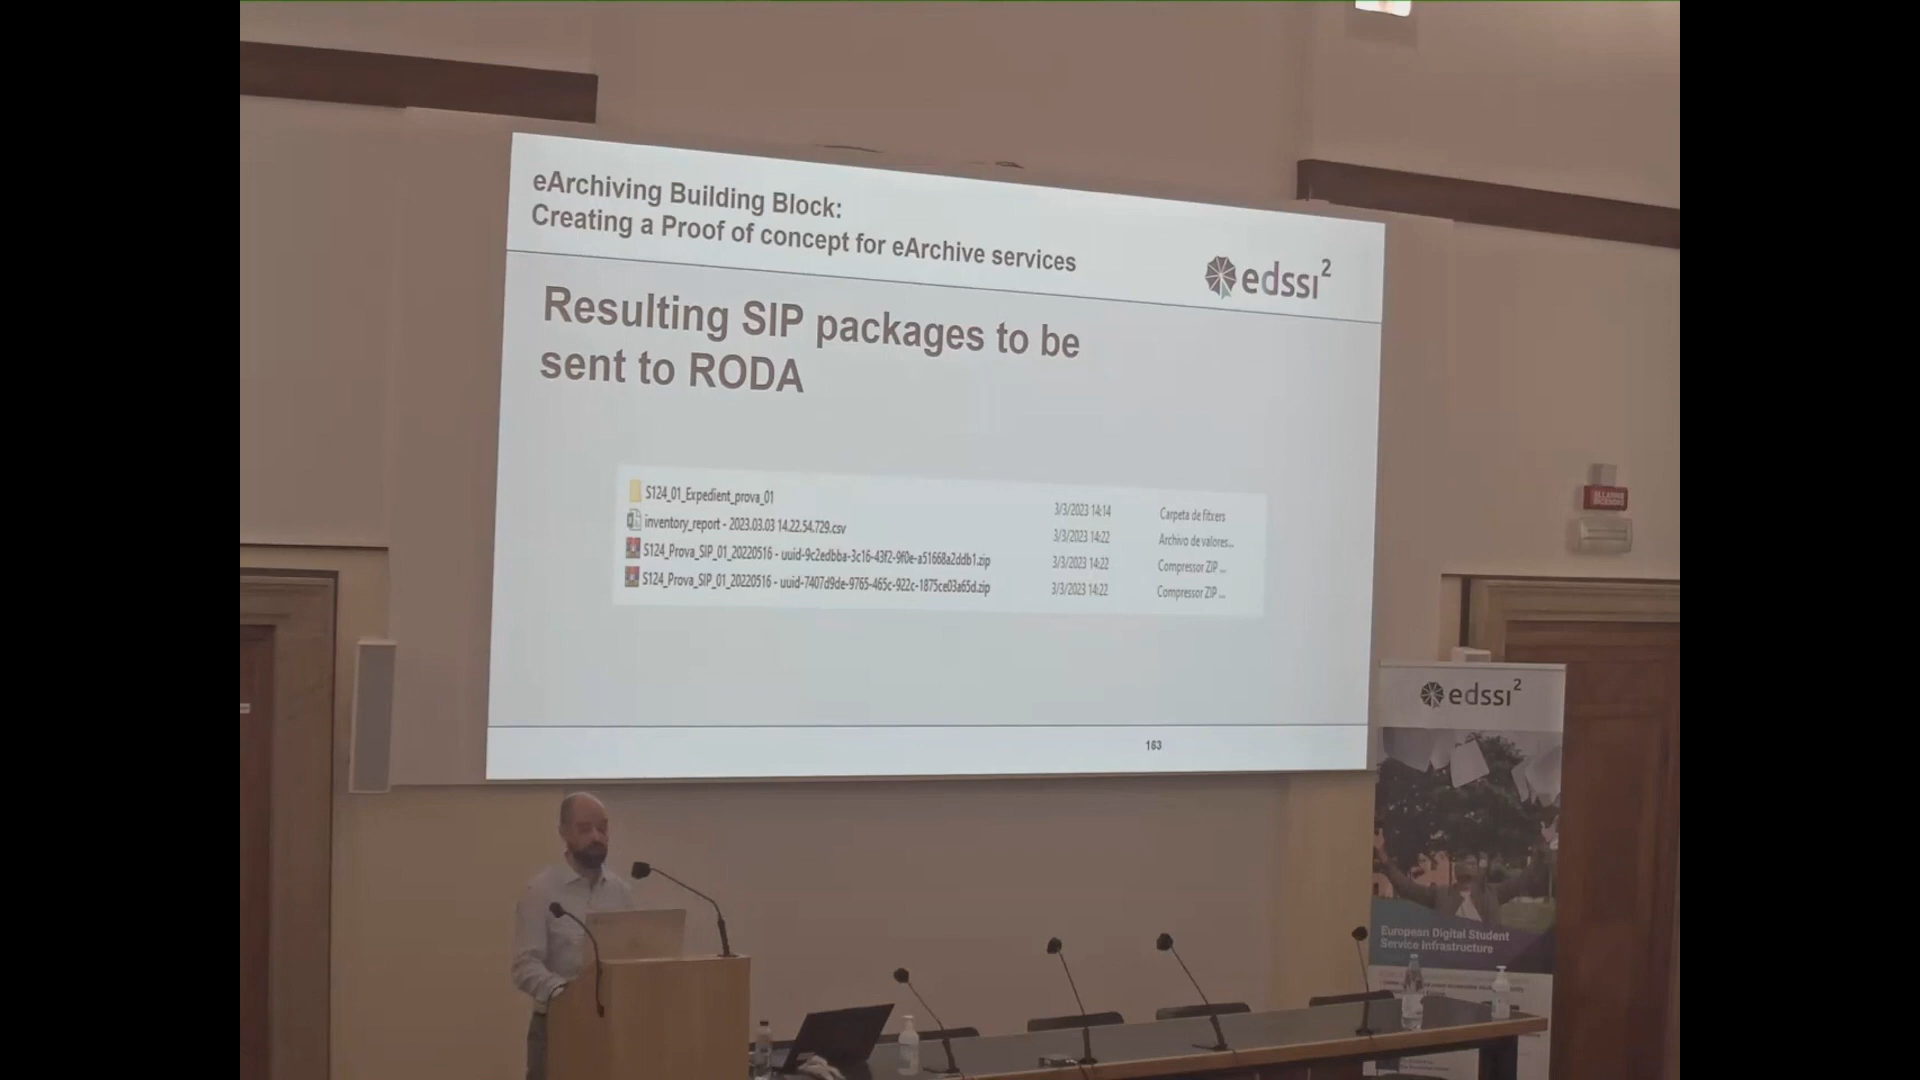 eArchiving Building Block:
Creating a Proof of concept for eArchive services
edssi²
Resulting SIP packages to be
sent to RODA
S124_01_Expedient_prova_01 3/3/2023 14:14 Carpeta de fitxers
inventory_report - 2023.03.03 14.22.54.729.csv 3/3/2023 14:22 Archivo de valores...
S124_Prova_SIP_01_20220516 - uuid-9c2edbba-3c16-43f2-9f0e-a51668a2ddb1.zip 3/3/2023 14:22 Compressor ZIP ...
S124_Prova_SIP_01_20220516 - uuid-7407d9de-9765-465c-922c-1875ce03a65d.zip 3/3/2023 14:22 Compressor ZIP ...
163
edssi²
European Digital Student
Service Infrastructure